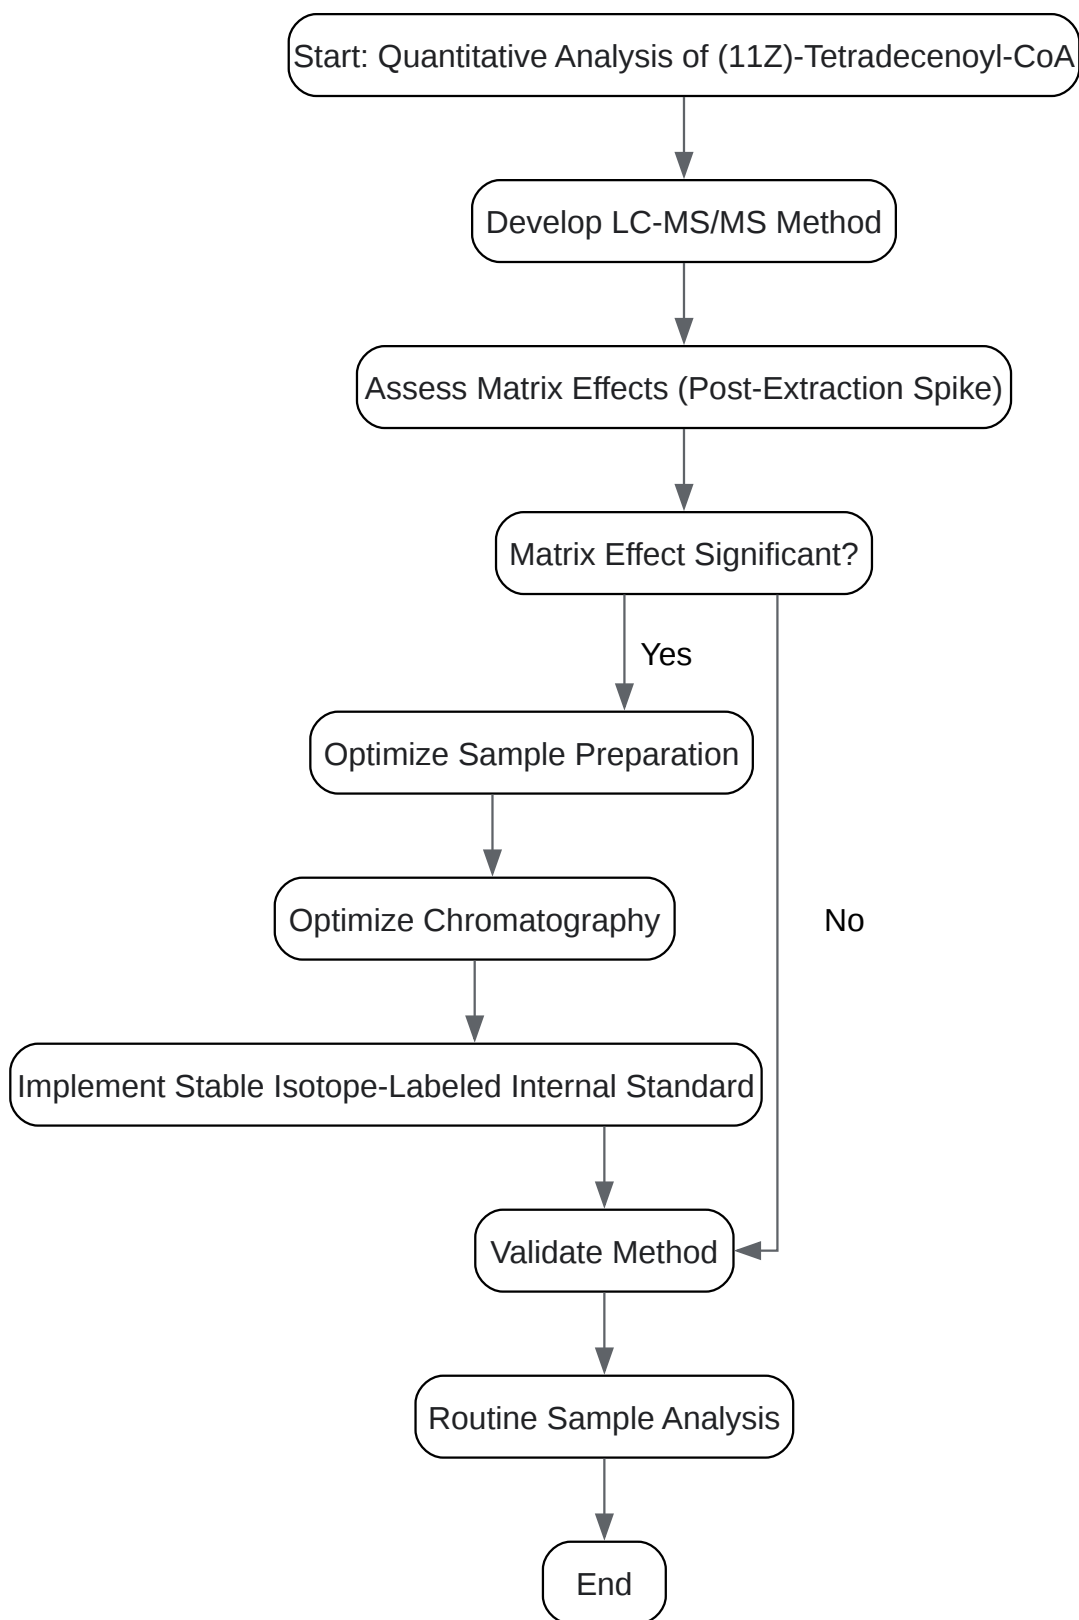 Start: Quantitative Analysis of (11Z)-Tetradecenoyl-CoA
Develop LC-MS/MS Method
Assess Matrix Effects (Post-Extraction Spike)
Matrix Effect Significant?
Yes
Optimize Sample Preparation
Optimize Chromatography
No
Implement Stable Isotope-Labeled Internal Standard
Validate Method
Routine Sample Analysis
End